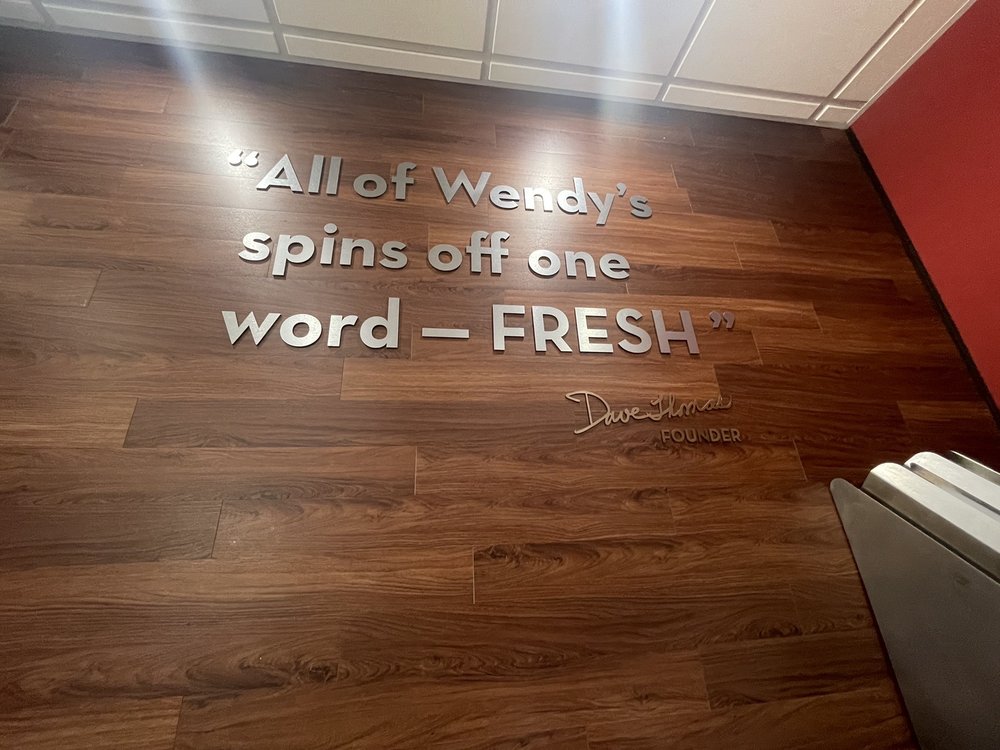 “All of Wendy’s
spins off one
word – FRESH”
Dave Thomas
FOUNDER